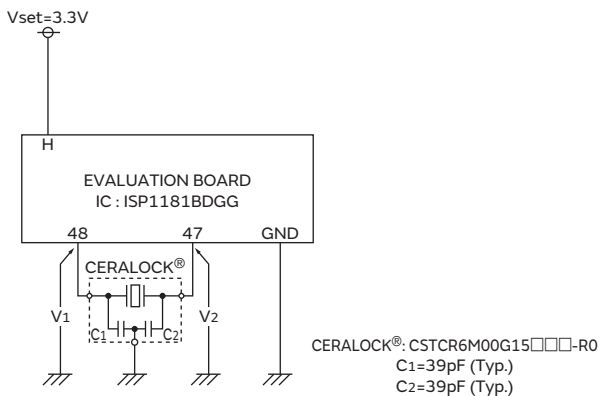 Vset=3.3V
H
EVALUATION BOARD
IC : ISP1181BDGG
48 47 GND
CERALOCK®
V1 V2
C1 C2
CERALOCK®: CSTCR6M00G15□□□-R0
C1=39pF (Typ.)
C2=39pF (Typ.)